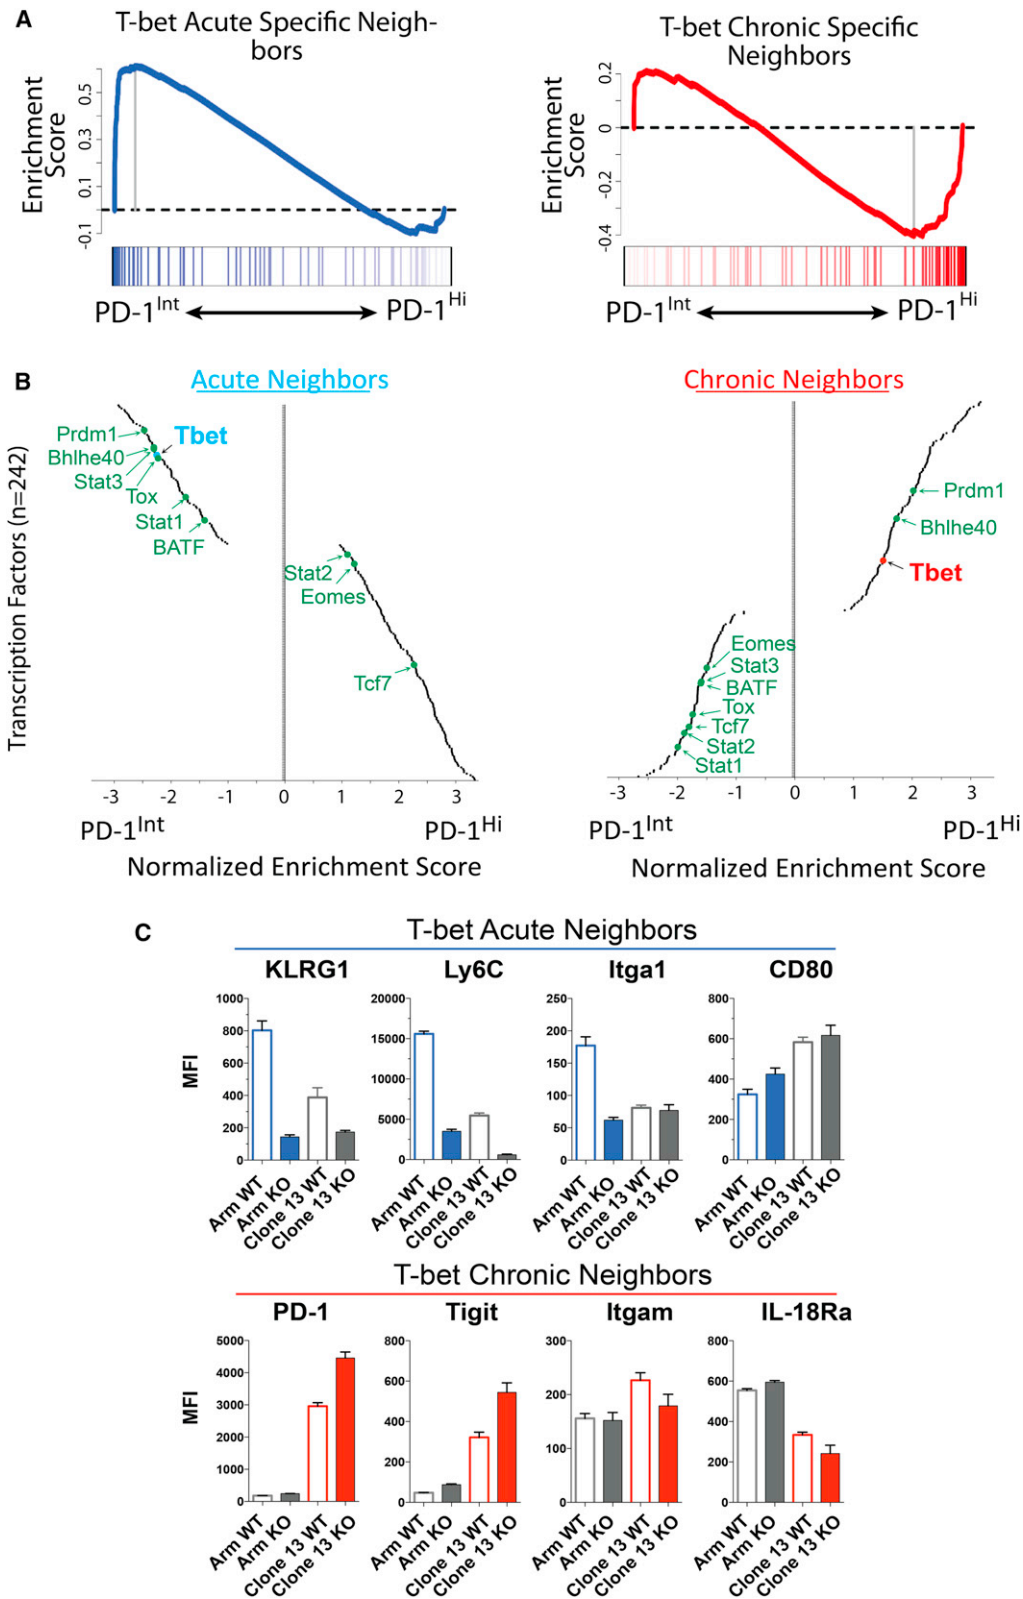 A
T-bet Acute Specific Neigh-
bors
T-bet Chronic Specific
Neighbors
Enrichment
Score
0.5
0.3
0.1
-0.1
PD-1Int
PD-1Hi
Enrichment
Score
0.2
0
-0.2
-0.4
PD-1Int
PD-1Hi
B
Acute Neighbors
Chronic Neighbors
Transcription Factors (n=242)
Prdm1
Tbet
Bhlhe40
Stat3
Tox
Stat1
BATF
Stat2
Eomes
Tcf7
-3 -2 -1 0 1 2 3
PD-1Int
PD-1Hi
Normalized Enrichment Score
Prdm1
Bhlhe40
Tbet
Eomes
Stat3
BATF
Tox
Tcf7
Stat2
Stat1
-3 -2 -1 0 1 2 3
PD-1Int
PD-1Hi
Normalized Enrichment Score
C
T-bet Acute Neighbors
KLRG1
MFI
1000
800
600
400
200
0
Arm WT
Arm KO
Clone 13 WT
Clone 13 KO
Ly6C
20000
15000
10000
5000
0
Arm WT
Arm KO
Clone 13 WT
Clone 13 KO
Itga1
250
200
150
100
50
0
Arm WT
Arm KO
Clone 13 WT
Clone 13 KO
CD80
800
600
400
200
0
Arm WT
Arm KO
Clone 13 WT
Clone 13 KO
T-bet Chronic Neighbors
PD-1
MFI
5000
4000
3000
2000
1000
0
Arm WT
Arm KO
Clone 13 WT
Clone 13 KO
Tigit
800
600
400
200
0
Arm WT
Arm KO
Clone 13 WT
Clone 13 KO
Itgam
300
200
100
0
Arm WT
Arm KO
Clone 13 WT
Clone 13 KO
IL-18Ra
800
600
400
200
0
Arm WT
Arm KO
Clone 13 WT
Clone 13 KO